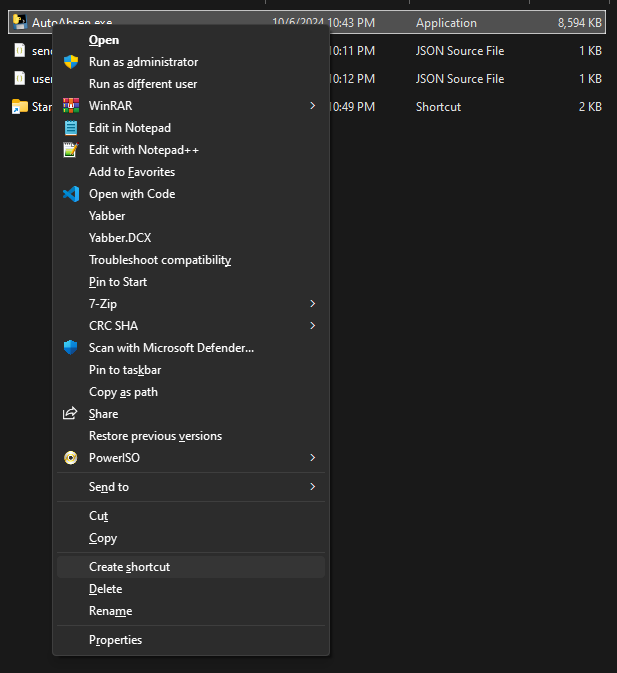 AutoAbsen.exe 10/6/2024 10:43 PM Application 8,594 KB
Open
10:11 PM JSON Source File 1 KB
Run as administrator
10:12 PM JSON Source File 1 KB
Run as different user
WinRAR
10:49 PM Shortcut 2 KB
Edit in Notepad
Edit with Notepad++
Add to Favorites
Open with Code
Yabber
Yabber.DCX
Troubleshoot compatibility
Pin to Start
7-Zip
CRC SHA
Scan with Microsoft Defender...
Pin to taskbar
Copy as path
Share
Restore previous versions
PowerISO
Send to
Cut
Copy
Create shortcut
Delete
Rename
Properties